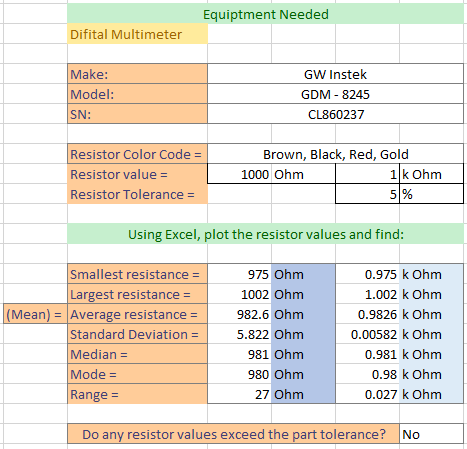 Equiptment Needed
Difital Multimeter
Make: GW Instek
Model: GDM - 8245
SN: CL860237
Resistor Color Code = Brown, Black, Red, Gold
Resistor value = 1000 Ohm 1 k Ohm
Resistor Tolerance = 5 %
Using Excel, plot the resistor values and find:
Smallest resistance = 975 Ohm 0.975 k Ohm
Largest resistance = 1002 Ohm 1.002 k Ohm
(Mean) = Average resistance = 982.6 Ohm 0.9826 k Ohm
Standard Deviation = 5.822 Ohm 0.00582 k Ohm
Median = 981 Ohm 0.981 k Ohm
Mode = 980 Ohm 0.98 k Ohm
Range = 27 Ohm 0.027 k Ohm
Do any resistor values exceed the part tolerance? No